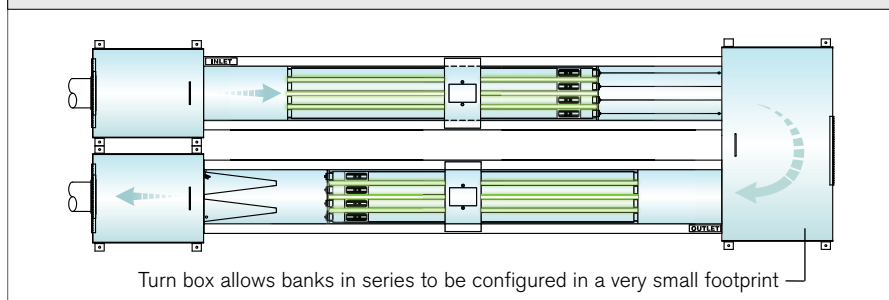 INLET
OUTLET
Turn box allows banks in series to be configured in a very small footprint